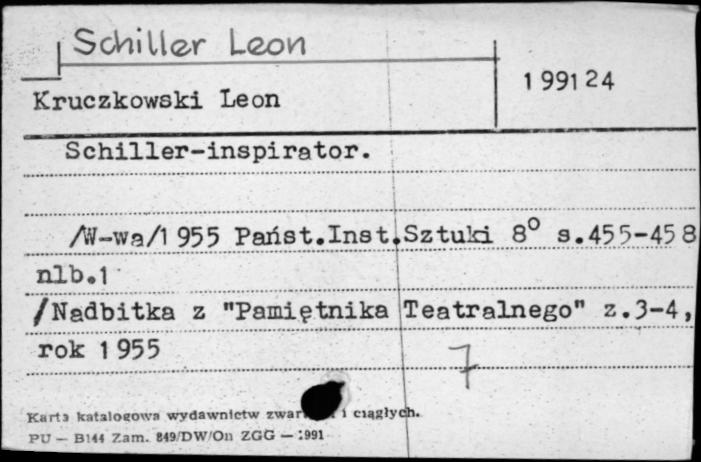 Schiller Leon
199124
Kruczkowski Leon
Schiller-inspirator.
/W-wa/1955 Państ.Inst.Sztuki 8° s.455-458
nlb.1
/Nadbitka z "Pamiętnika Teatralnego" z.3-4,
rok 1955
7
Karta katalogowa wydawnictw i ciągłych.
PU — B144 Zam. 849/DW/On ZGG — 1991